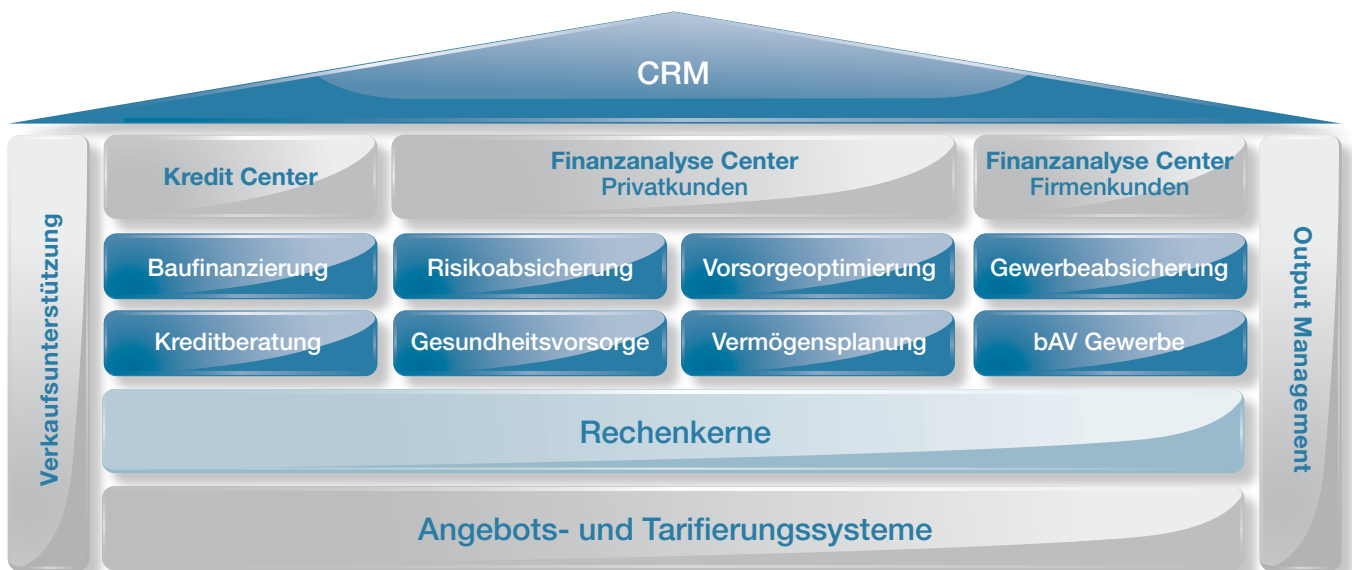 CRM
Verkaufsunterstützung
Kredit Center
Finanzanalyse Center
Privatkunden
Finanzanalyse Center
Firmenkunden
Baufinanzierung
Risikoabsicherung
Vorsorgeoptimierung
Gewerbeabsicherung
Kreditberatung
Gesundheitsvorsorge
Vermögensplanung
bAV Gewerbe
Rechenkerne
Angebots- und Tarifierungssysteme
Output Management